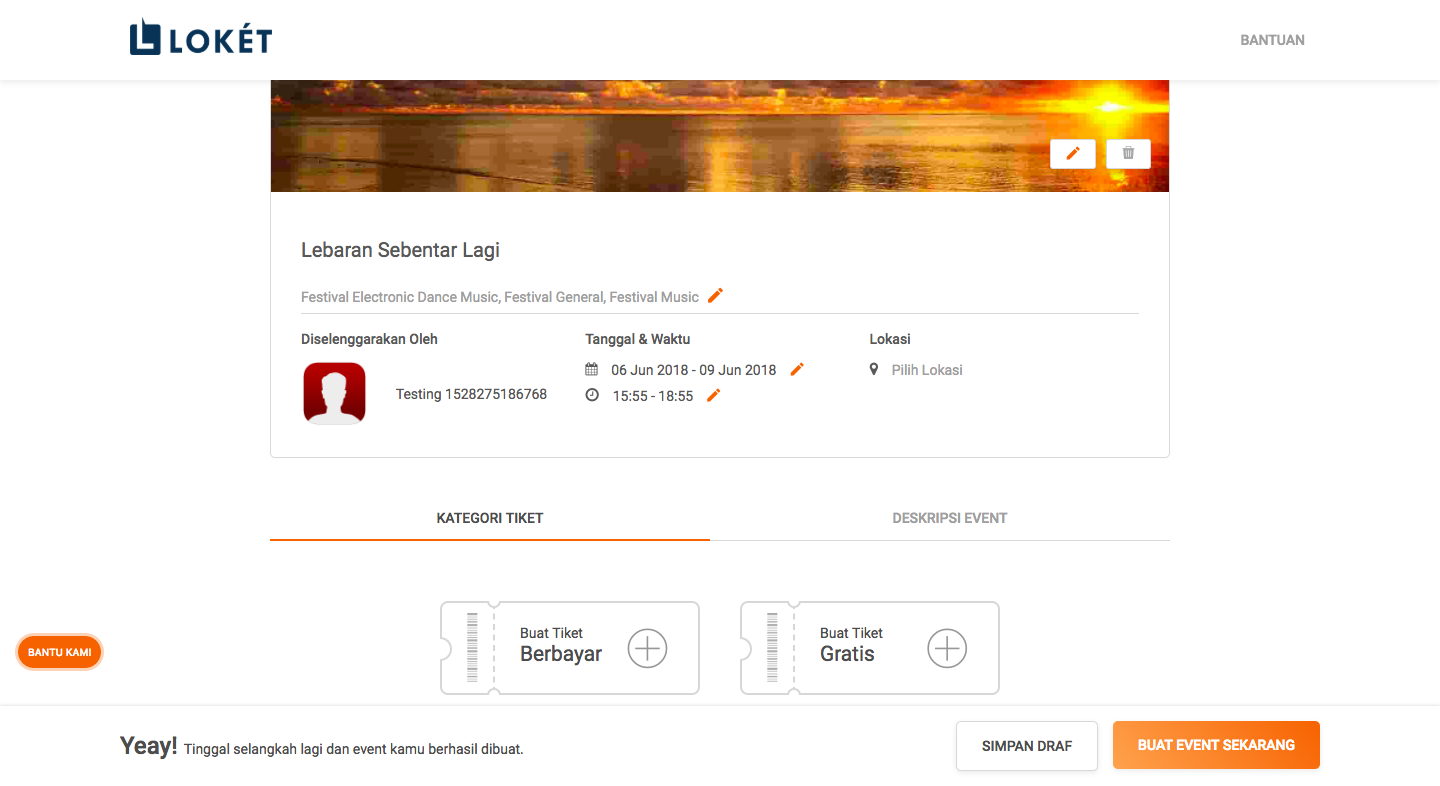 LOKÉT
BANTUAN
Lebaran Sebentar Lagi
Festival Electronic Dance Music, Festival General, Festival Music
Diselenggarakan Oleh
Testing 1528275186768
Tanggal & Waktu
06 Jun 2018 - 09 Jun 2018
15:55 - 18:55
Lokasi
Pilih Lokasi
KATEGORI TIKET
DESKRIPSI EVENT
Buat Tiket
Berbayar
Buat Tiket
Gratis
BANTU KAMI
Yeay! Tinggal selangkah lagi dan event kamu berhasil dibuat.
SIMPAN DRAF
BUAT EVENT SEKARANG